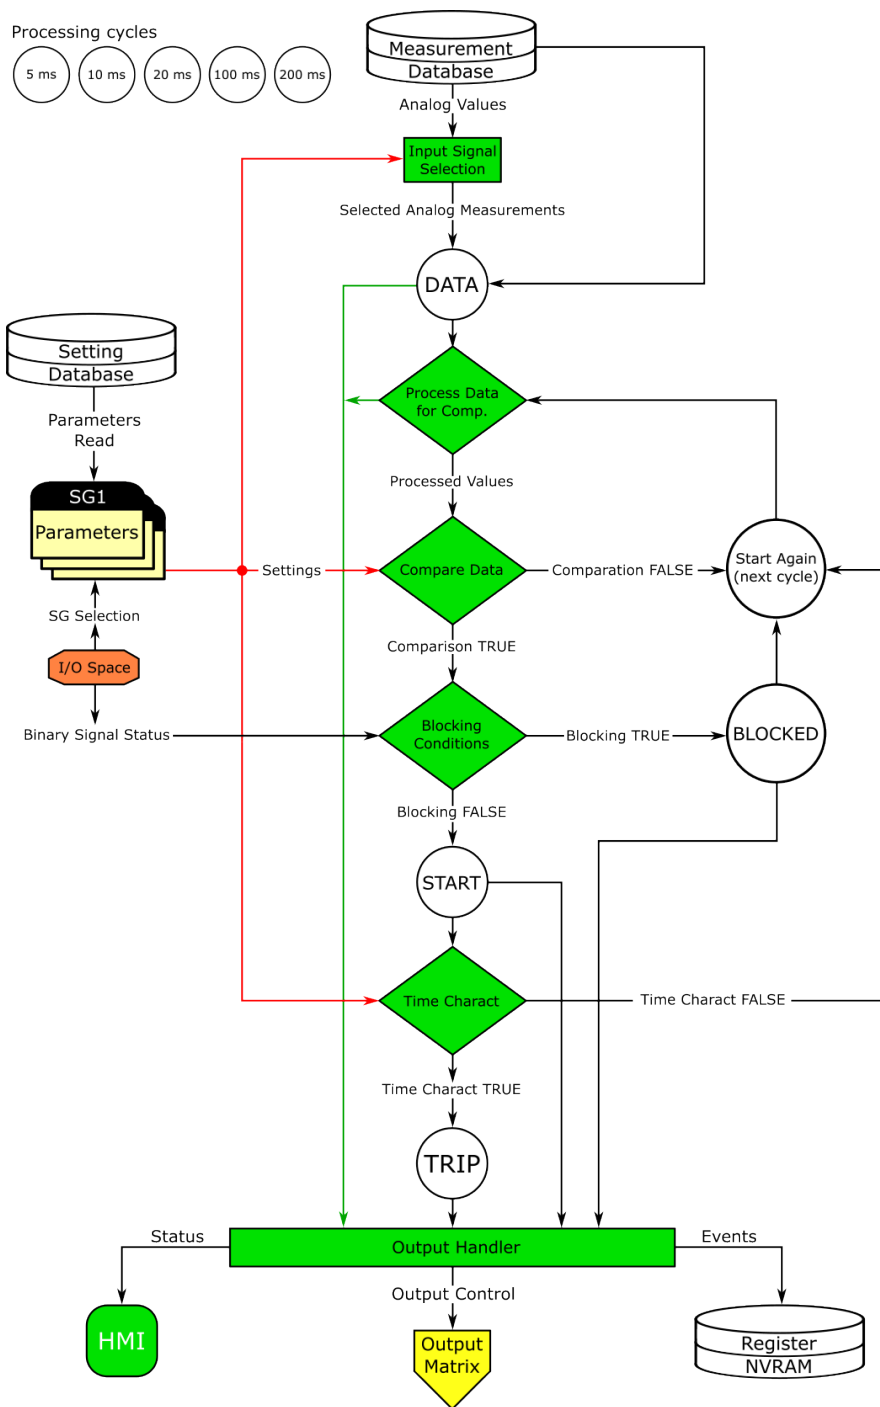 Processing cycles
5 ms
10 ms
20 ms
100 ms
200 ms
Measurement
Database
Analog Values
Input Signal
Selection
Selected Analog Measurements
DATA
Setting
Database
Parameters
Read
Process Data
for Comp.
Processed Values
SG1
Parameters
Settings
Compare Data
Comparation FALSE
Start Again
(next cycle)
SG Selection
Comparison TRUE
I/O Space
Binary Signal Status
Blocking
Conditions
Blocking TRUE
BLOCKED
Blocking FALSE
START
Time Charact
Time Charact FALSE
Time Charact TRUE
TRIP
Status
Output Handler
Events
Output Control
HMI
Output
Matrix
Register
NVRAM